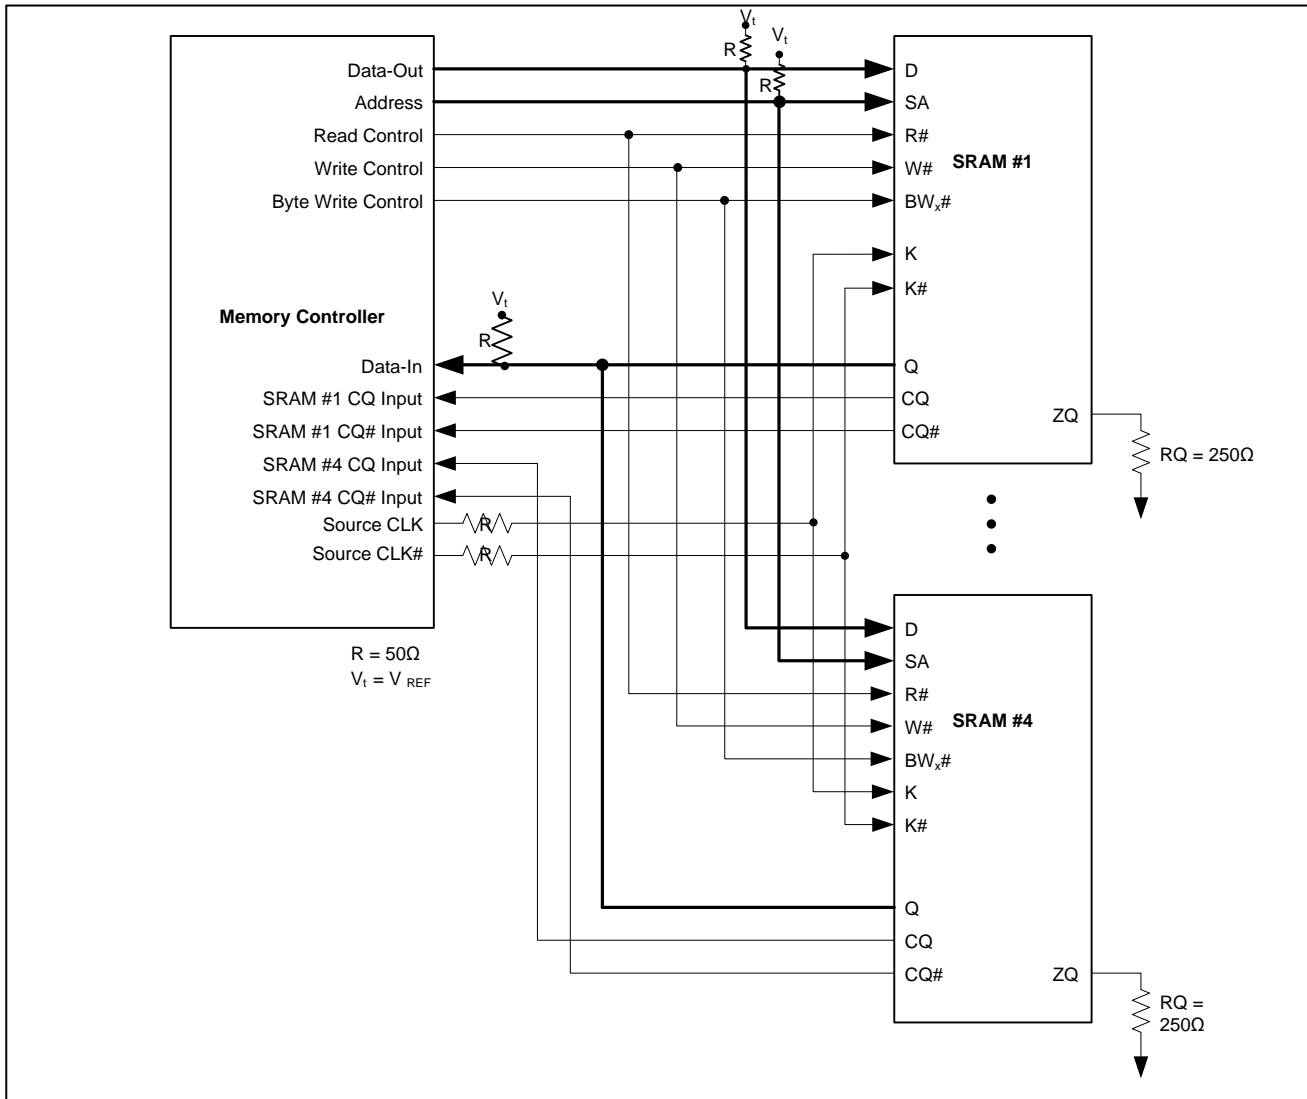 Vt
Vt
R
R
Data-Out
Address
Read Control
Write Control
Byte Write Control
Memory Controller
Vt
R
Data-In
SRAM #1 CQ Input
SRAM #1 CQ# Input
SRAM #4 CQ Input
SRAM #4 CQ# Input
Source CLK
Source CLK#
R
R
R = 50Ω
Vt = V REF
D
SA
R#
W#
BWx#
SRAM #1
K
K#
Q
CQ
CQ#
ZQ
RQ = 250Ω
D
SA
R#
W#
BWx#
SRAM #4
K
K#
Q
CQ
CQ#
ZQ
RQ =
250Ω